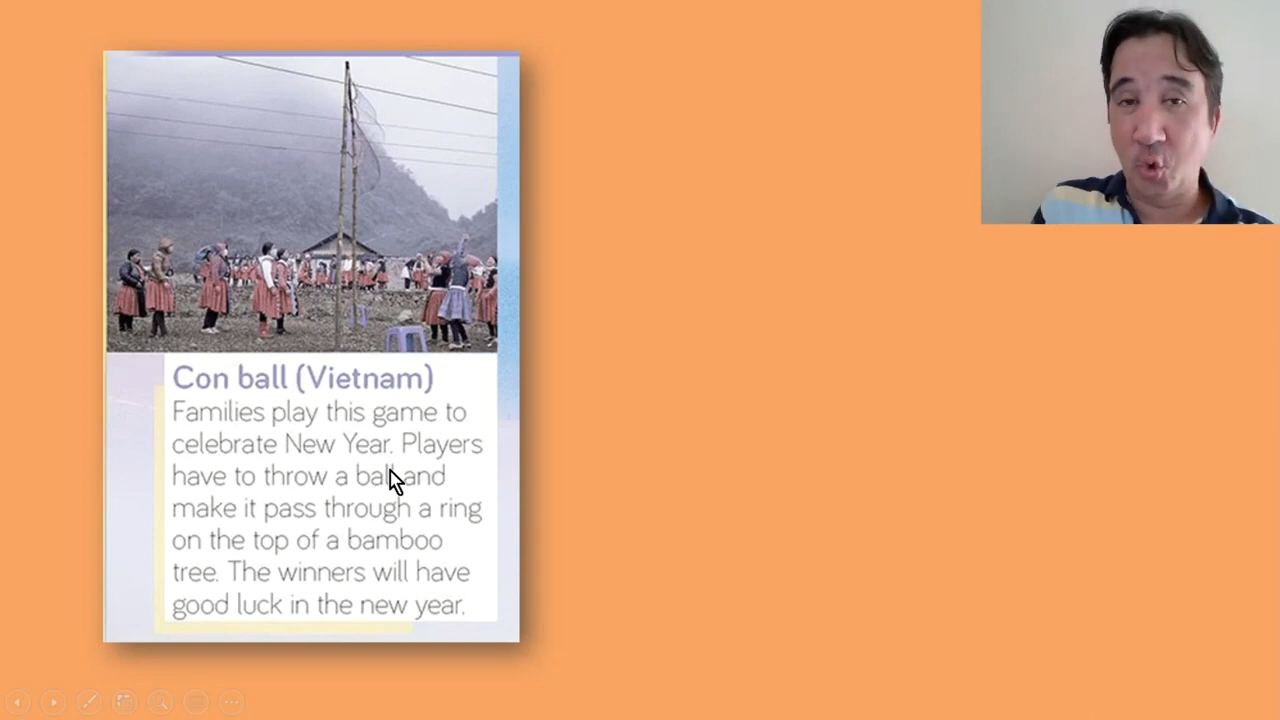 Con ball (Vietnam)
Families play this game to
celebrate New Year. Players
have to throw a ball and
make it pass through a ring
on the top of a bamboo
tree. The winners will have
good luck in the new year.